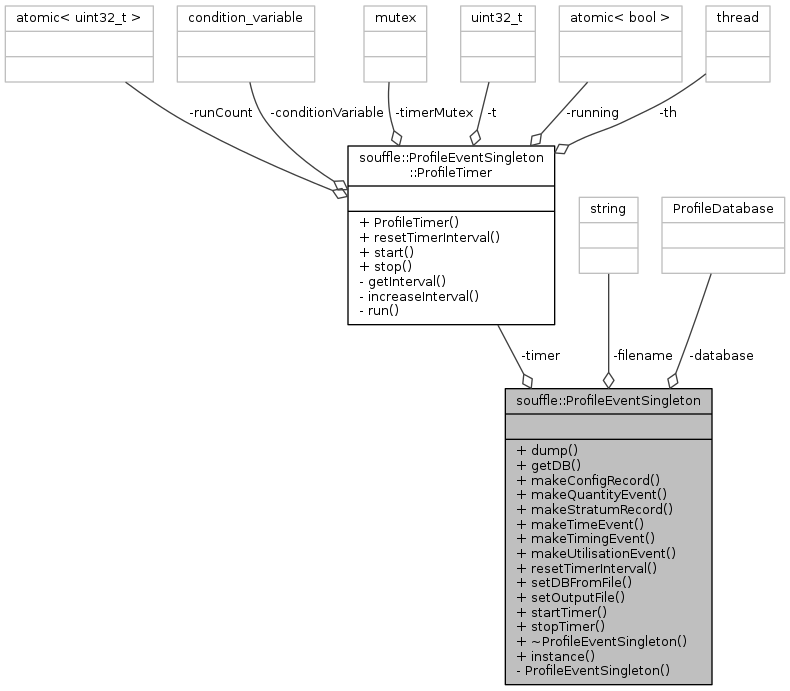 atomic< uint32_t >
condition_variable
mutex
uint32_t
atomic< bool >
thread
-runCount
-conditionVariable
-timerMutex
-t
-running
-th
souffle::ProfileEventSingleton
::ProfileTimer
+ ProfileTimer()
+ resetTimerInterval()
+ start()
+ stop()
- getInterval()
- increaseInterval()
- run()
string
ProfileDatabase
-timer
-filename
-database
souffle::ProfileEventSingleton
+ dump()
+ getDB()
+ makeConfigRecord()
+ makeQuantityEvent()
+ makeStratumRecord()
+ makeTimeEvent()
+ makeTimingEvent()
+ makeUtilisationEvent()
+ resetTimerInterval()
+ setDBFromFile()
+ setOutputFile()
+ startTimer()
+ stopTimer()
+ ~ProfileEventSingleton()
+ instance()
- ProfileEventSingleton()